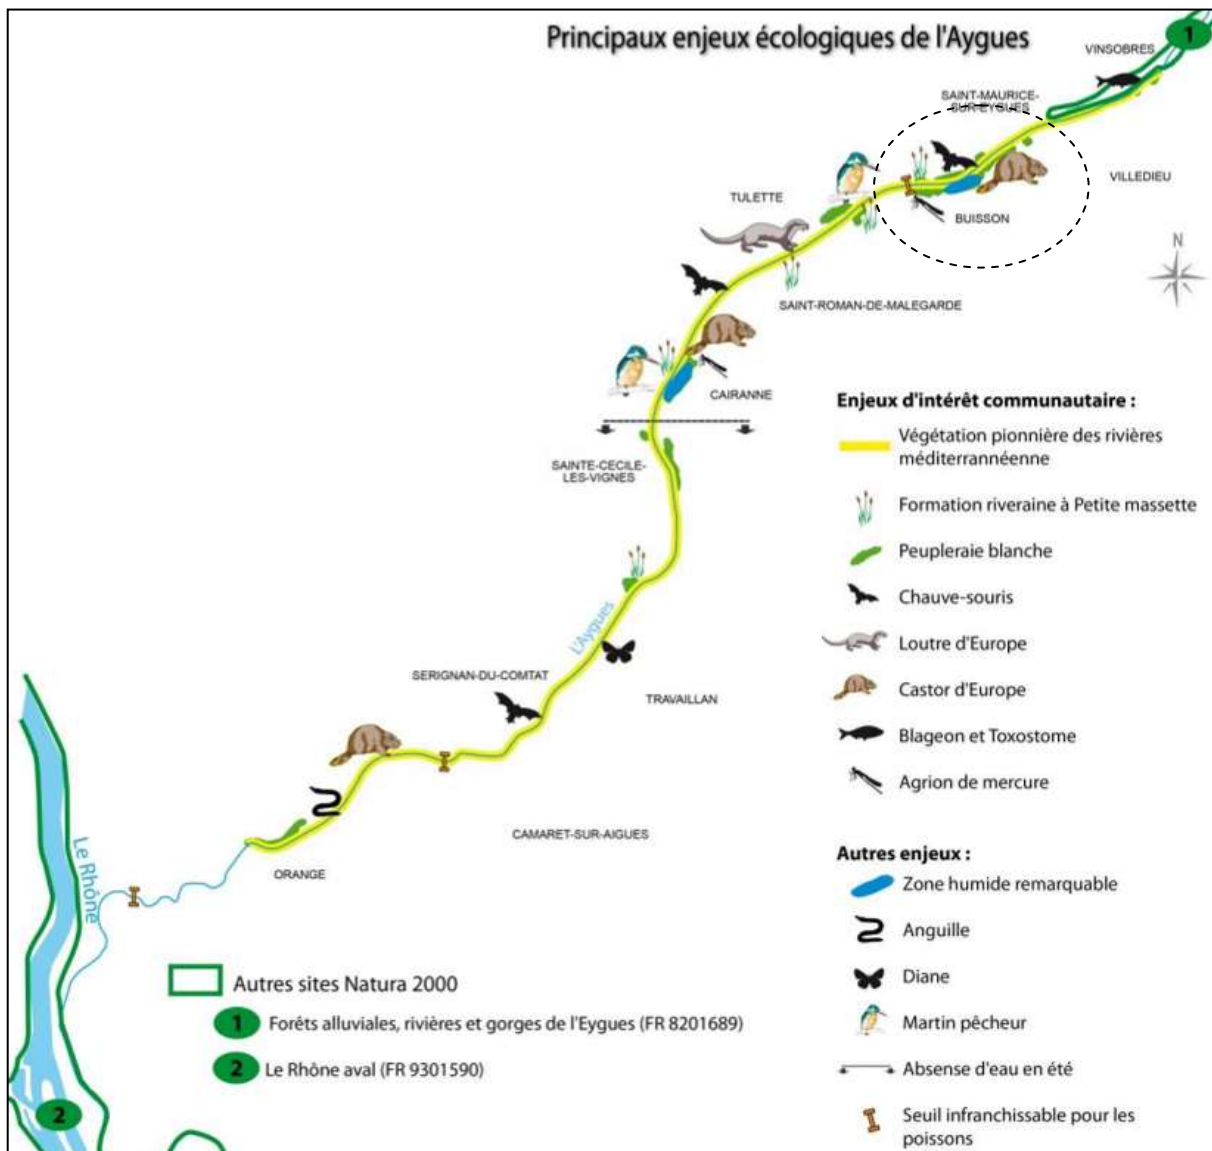 Principaux enjeux écologiques de l'Aygues
1
VINSOBRES
SAINT-MAURICE-
SUR-EYGUES
VILLEDIEU
TULETTE
BUISSON
N
SAINT-ROMAN-DE-MALEGARDE
CAIRANNE
SAINTE-CECILE-
LES-VIGNES
L'Aygues
SERIGNAN-DU-COMTAT
TRAVAILLAN
CAMARET-SUR-AIGUES
ORANGE
Le Rhône
2
Enjeux d'intérêt communautaire :
Végétation pionnière des rivières
méditerrannéenne
Formation riveraine à Petite massette
Peupleraie blanche
Chauve-souris
Loutre d'Europe
Castor d'Europe
Blageon et Toxostome
Agrion de mercure
Autres enjeux :
Zone humide remarquable
Anguille
Diane
Martin pêcheur
Absense d'eau en été
Seuil infranchissable pour les
poissons
Autres sites Natura 2000
1 Forêts alluviales, rivières et gorges de l'Eygues (FR 8201689)
2 Le Rhône aval (FR 9301590)